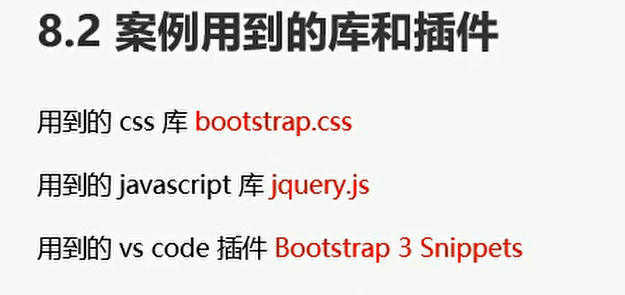 8.2 案例用到的库和插件
用到的 css 库 bootstrap.css
用到的 javascript 库 jquery.js
用到的 vs code 插件 Bootstrap 3 Snippets